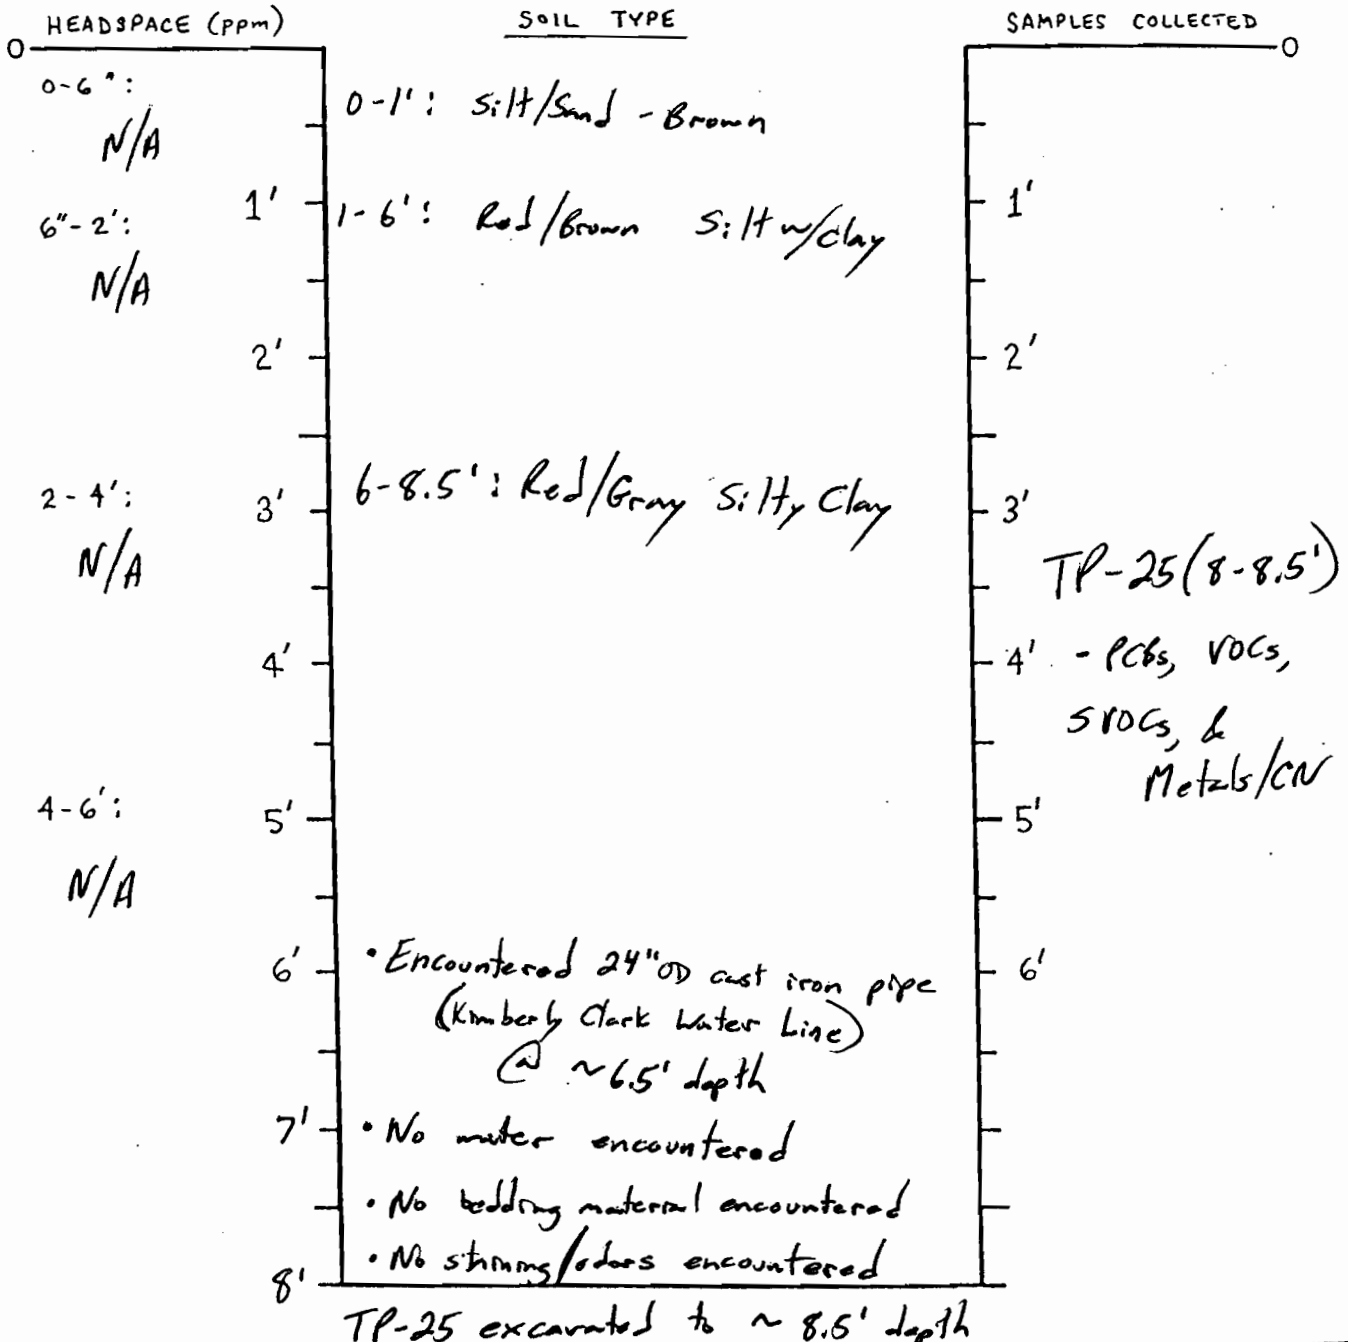 HEADSPACE (ppm)
SOIL TYPE
SAMPLES COLLECTED
0
0
0-6":
N/A
0-1': Silt/Sand - Brown
1'
1'
6"-2':
N/A
1-6': Red/Brown Silt w/clay
2'
2'
2-4':
N/A
3'
3'
6-8.5': Red/Gray Silty Clay
TP-25(8-8.5')
4'
4'
- PCBs, VOCs,
SVOCs, &
Metals/CN
4-6':
N/A
5'
5'
6'
6'
• Encountered 24"OD cast iron pipe
(Kimberly Clark Water Line)
@ ~6.5' depth
7'
• No water encountered
• No bedding material encountered
• No staining/odors encountered
8'
TP-25 excavated to ~ 8.5' depth